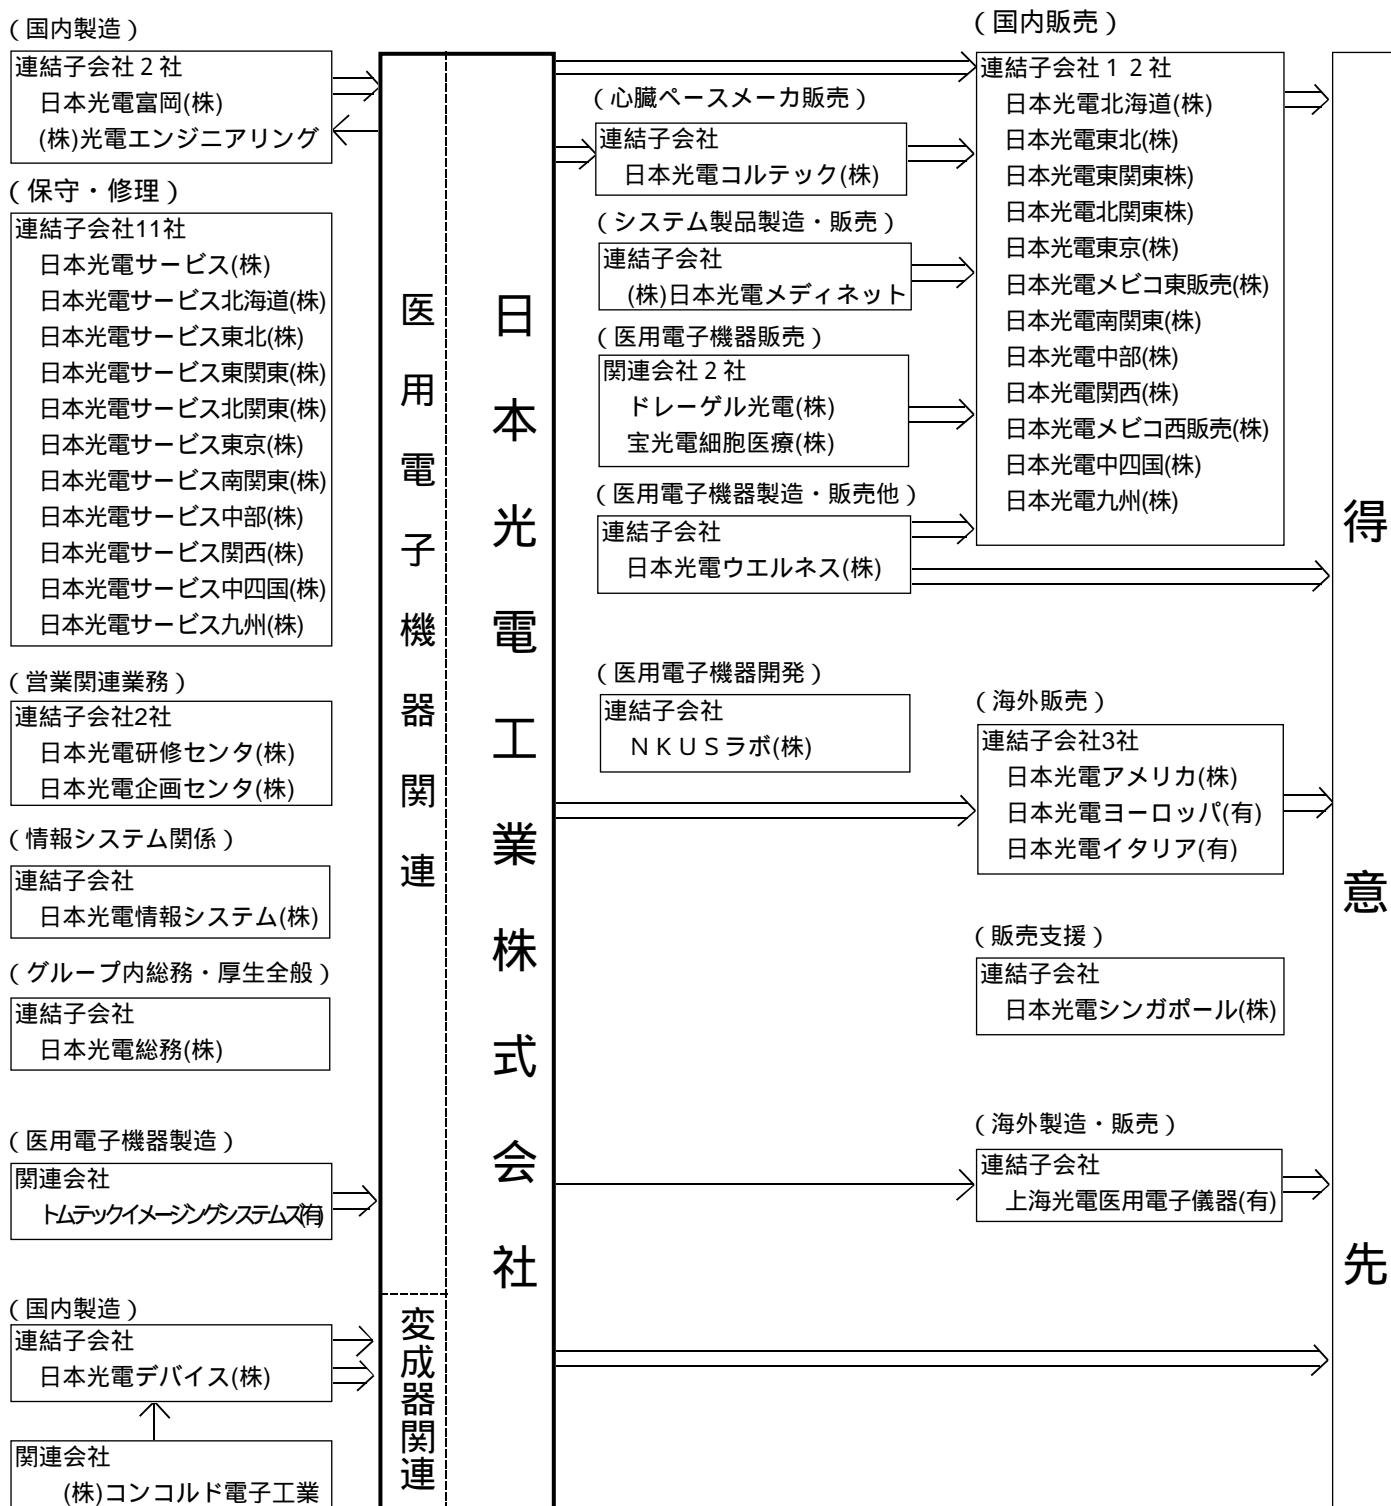 （国内製造）
連結子会社２社
日本光電富岡(株)
(株)光電エンジニアリング
（保守・修理）
連結子会社11社
日本光電サービス(株)
日本光電サービス北海道(株)
日本光電サービス東北(株)
日本光電サービス東関東(株)
日本光電サービス北関東(株)
日本光電サービス東京(株)
日本光電サービス南関東(株)
日本光電サービス中部(株)
日本光電サービス関西(株)
日本光電サービス中四国(株)
日本光電サービス九州(株)
（営業関連業務）
連結子会社2社
日本光電研修センタ(株)
日本光電企画センタ(株)
（情報システム関係）
連結子会社
日本光電情報システム(株)
（グループ内総務・厚生全般）
連結子会社
日本光電総務(株)
（医用電子機器製造）
関連会社
トムテックイメージングシステムズ(有)
（国内製造）
連結子会社
日本光電デバイス(株)
関連会社
(株)コンコルド電子工業
医用電子機器関連
変成器関連
日本光電工業株式会社
（心臓ペースメーカ販売）
連結子会社
日本光電コルテック(株)
（システム製品製造・販売）
連結子会社
(株)日本光電メディネット
（医用電子機器販売）
関連会社２社
ドレーゲル光電(株)
宝光電細胞医療(株)
（医用電子機器製造・販売他）
連結子会社
日本光電ウエルネス(株)
（医用電子機器開発）
連結子会社
ＮＫＵＳラボ(株)
（国内販売）
連結子会社１２社
日本光電北海道(株)
日本光電東北(株)
日本光電東関東株)
日本光電北関東株)
日本光電東京(株)
日本光電メビコ東販売(株)
日本光電南関東(株)
日本光電中部(株)
日本光電関西(株)
日本光電メビコ西販売(株)
日本光電中四国(株)
日本光電九州(株)
（海外販売）
連結子会社3社
日本光電アメリカ(株)
日本光電ヨーロッパ(有)
日本光電イタリア(有)
（販売支援）
連結子会社
日本光電シンガポール(株)
（海外製造・販売）
連結子会社
上海光電医用電子儀器(有)
得意先